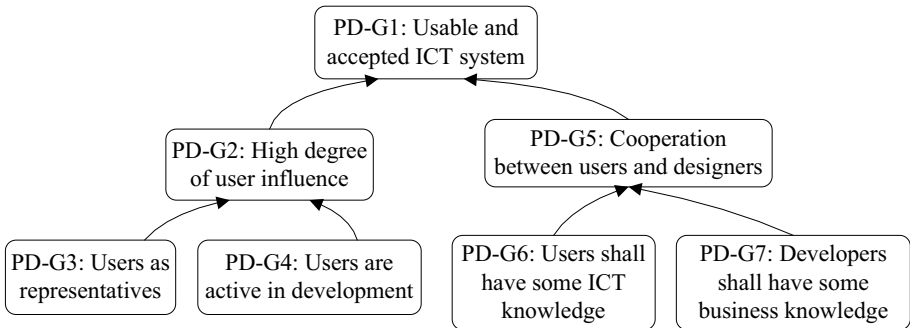 PD-G1: Usable and
accepted ICT system
PD-G2: High degree
of user influence
PD-G5: Cooperation
between users and designers
PD-G3: Users as
representatives
PD-G4: Users are
active in development
PD-G6: Users shall
have some ICT
knowledge
PD-G7: Developers
shall have some
business knowledge